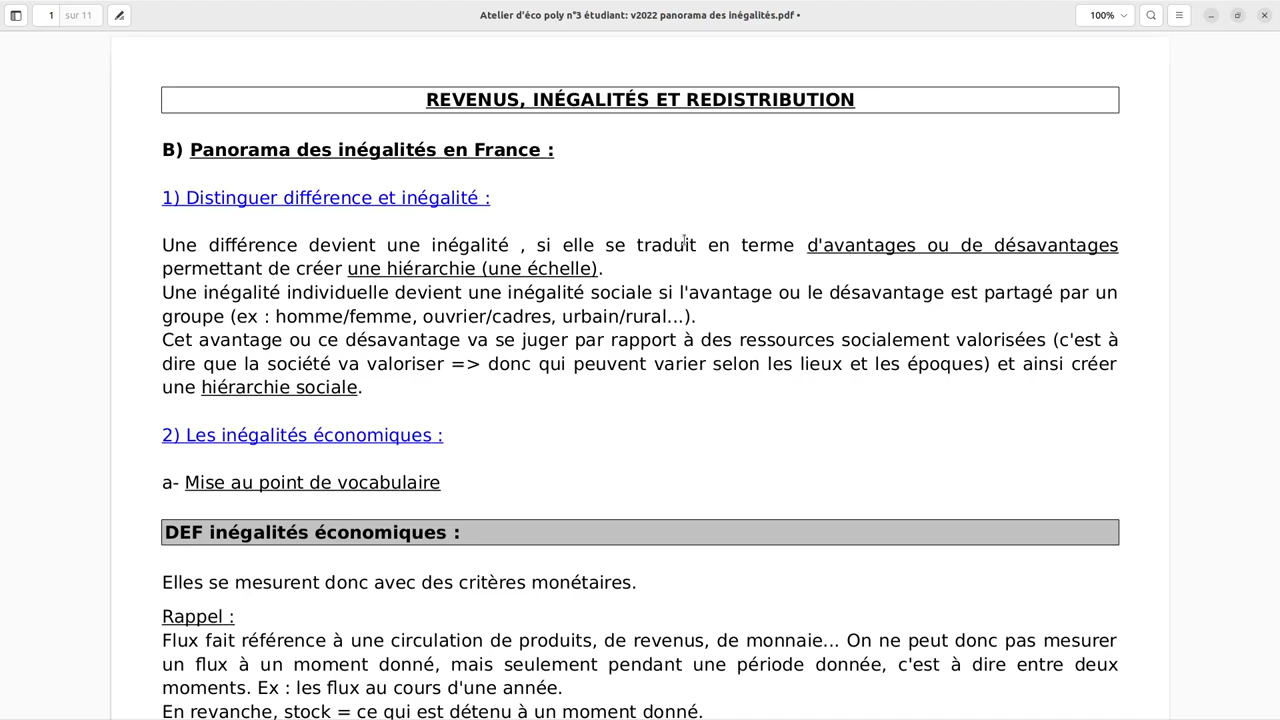 1 sur 11 Atelier d'éco poly n°3 étudiant: v2022 panorama des inégalités.pdf • 100%
REVENUS, INÉGALITÉS ET REDISTRIBUTION
B) Panorama des inégalités en France :
1) Distinguer différence et inégalité :
Une différence devient une inégalité , si elle se traduit en terme d'avantages ou de désavantages
permettant de créer une hiérarchie (une échelle).
Une inégalité individuelle devient une inégalité sociale si l'avantage ou le désavantage est partagé par un
groupe (ex : homme/femme, ouvrier/cadres, urbain/rural...).
Cet avantage ou ce désavantage va se juger par rapport à des ressources socialement valorisées (c'est à
dire que la société va valoriser => donc qui peuvent varier selon les lieux et les époques) et ainsi créer
une hiérarchie sociale.
2) Les inégalités économiques :
a- Mise au point de vocabulaire
DEF inégalités économiques :
Elles se mesurent donc avec des critères monétaires.
Rappel :
Flux fait référence à une circulation de produits, de revenus, de monnaie... On ne peut donc pas mesurer
un flux à un moment donné, mais seulement pendant une période donnée, c'est à dire entre deux
moments. Ex : les flux au cours d'une année.
En revanche, stock = ce qui est détenu à un moment donné.